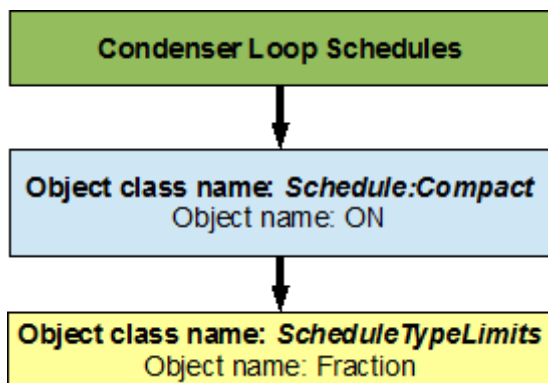 Condenser Loop Schedules
Object class name: Schedule:Compact
Object name: ON
Object class name: ScheduleTypeLimits
Object name: Fraction